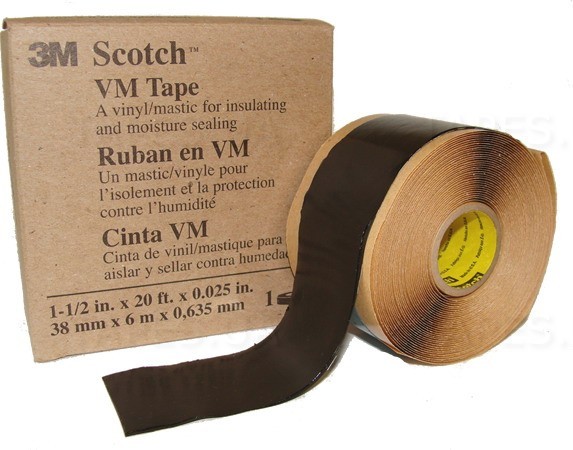 3M Scotch™
VM Tape
A vinyl/mastic for insulating
and moisture sealing
Ruban en VM
Un mastic/vinyle pour
l'isolement et la protection
contre l'humidité
Cinta VM
Cinta de vinil/mastique para
aislar y sellar contra humeda
1-1/2 in. x 20 ft. x 0.025 in.
38 mm x 6 m x 0,635 mm
1